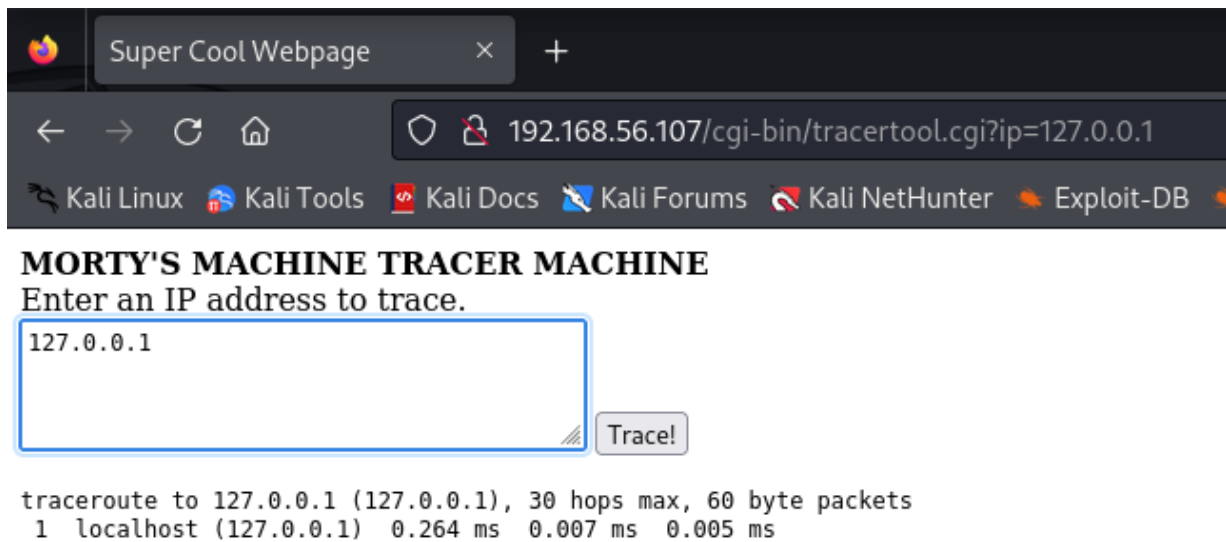 Super Cool Webpage
192.168.56.107/cgi-bin/tracertool.cgi?ip=127.0.0.1
Kali Linux Kali Tools Kali Docs Kali Forums Kali NetHunter Exploit-DB
MORTY'S MACHINE TRACER MACHINE
Enter an IP address to trace.
127.0.0.1
Trace!
traceroute to 127.0.0.1 (127.0.0.1), 30 hops max, 60 byte packets
1 localhost (127.0.0.1) 0.264 ms 0.007 ms 0.005 ms